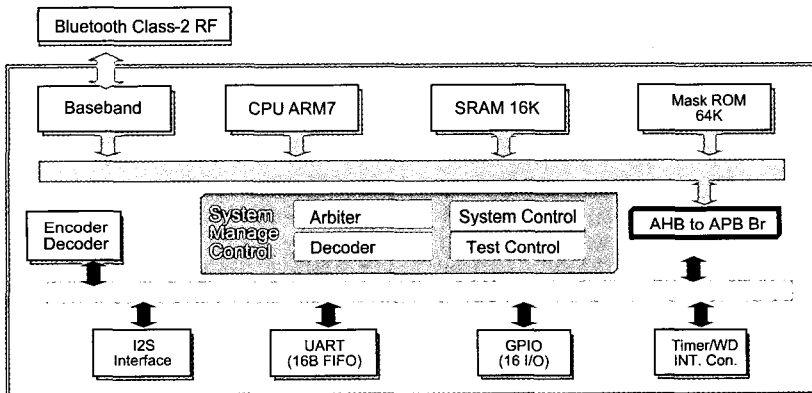 Bluetooth Class-2 RF
Baseband
CPU ARM7
SRAM 16K
Mask ROM
64K
System
Manage
Control
Arbiter
System Control
Decoder
Test Control
AHB to APB Br
Encoder
Decoder
I2S
Interface
UART
(16B FIFO)
GPIO
(16 I/O)
Timer/WD
INT. Con.